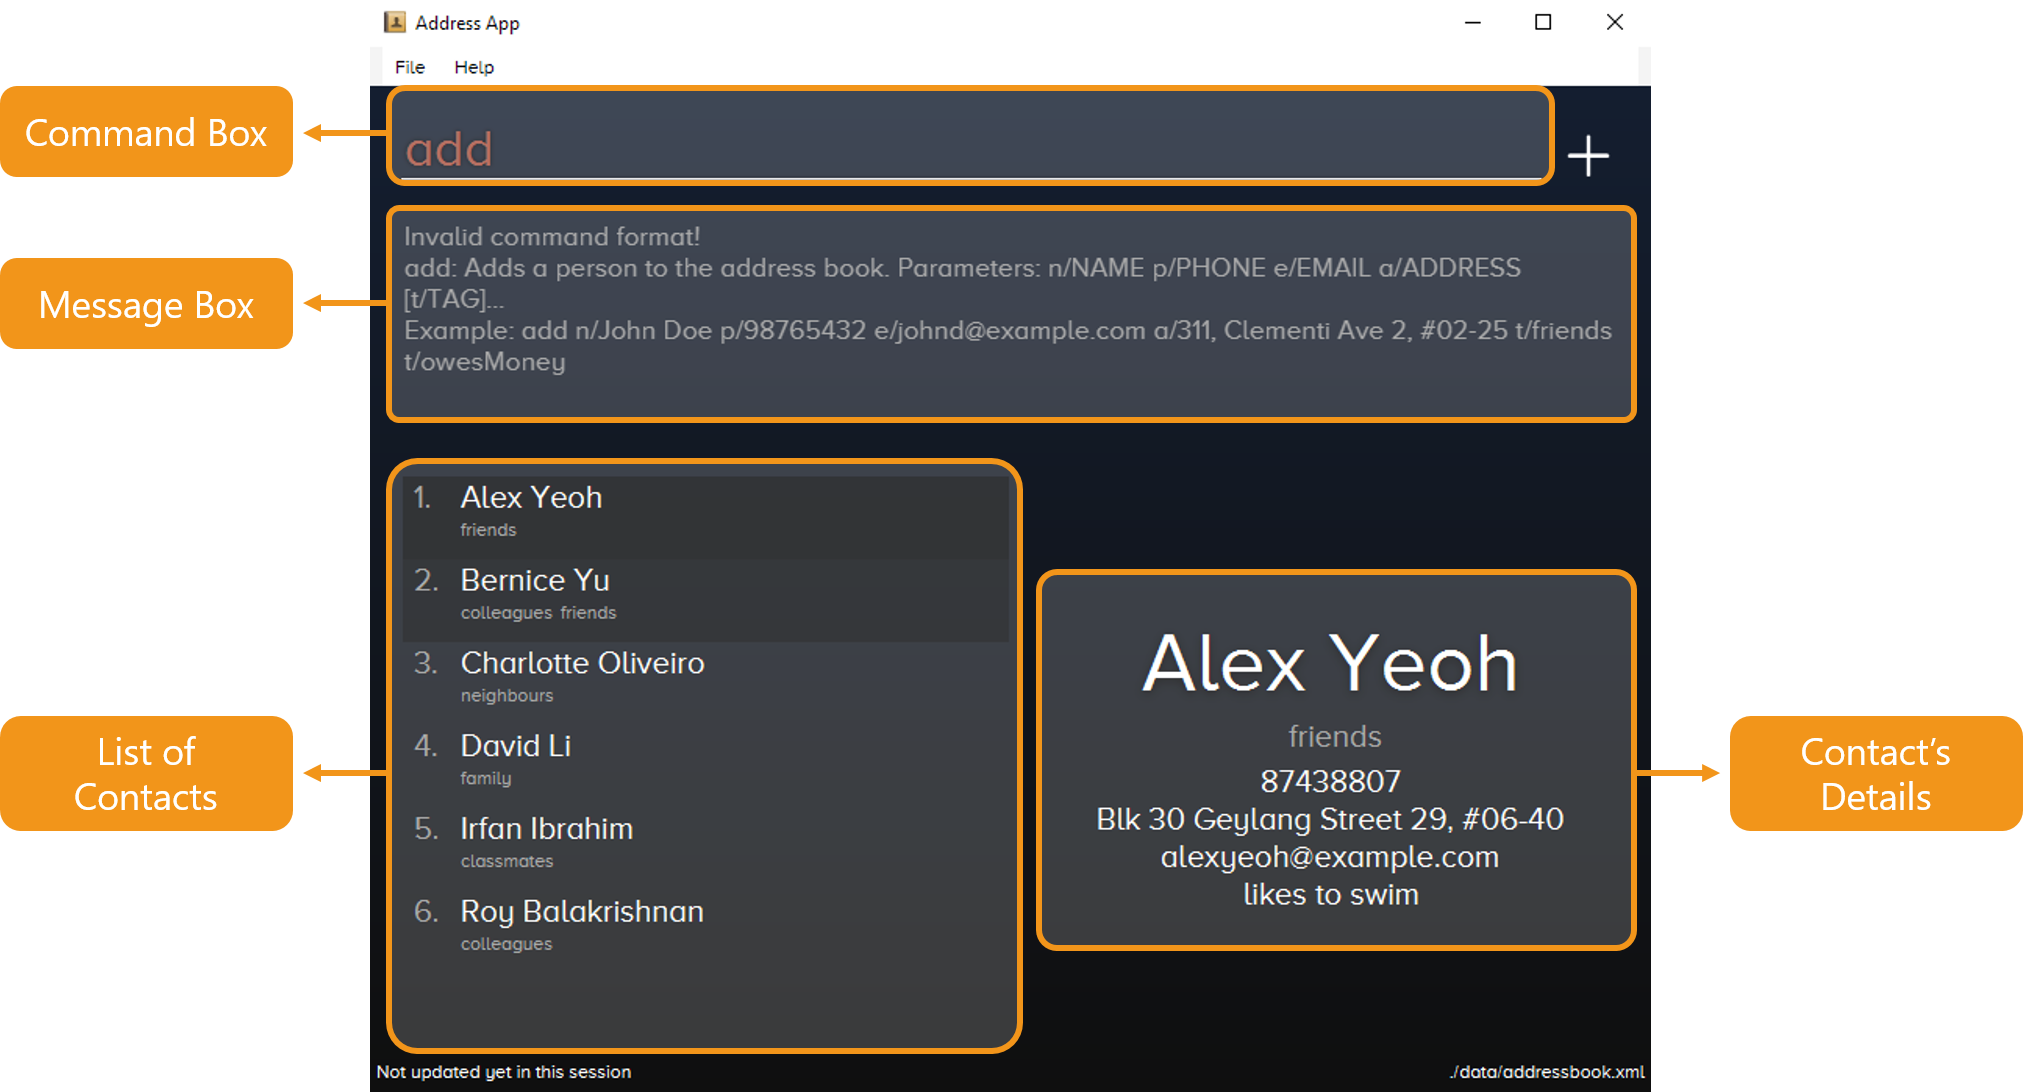 Address App
File Help
Command Box
add
Message Box
Invalid command format!
add: Adds a person to the address book. Parameters: n/NAME p/PHONE e/EMAIL a/ADDRESS
[t/TAG]...
Example: add n/John Doe p/98765432 e/johnd@example.com a/311, Clementi Ave 2, #02-25 t/friends
t/owesMoney
List of
Contacts
1. Alex Yeoh
friends
2. Bernice Yu
colleagues friends
3. Charlotte Oliveiro
neighbours
4. David Li
family
5. Irfan Ibrahim
classmates
6. Roy Balakrishnan
colleagues
Alex Yeoh
friends
87438807
Blk 30 Geylang Street 29, #06-40
alexyeoh@example.com
likes to swim
Contact’s
Details
Not updated yet in this session
./data/addressbook.xml